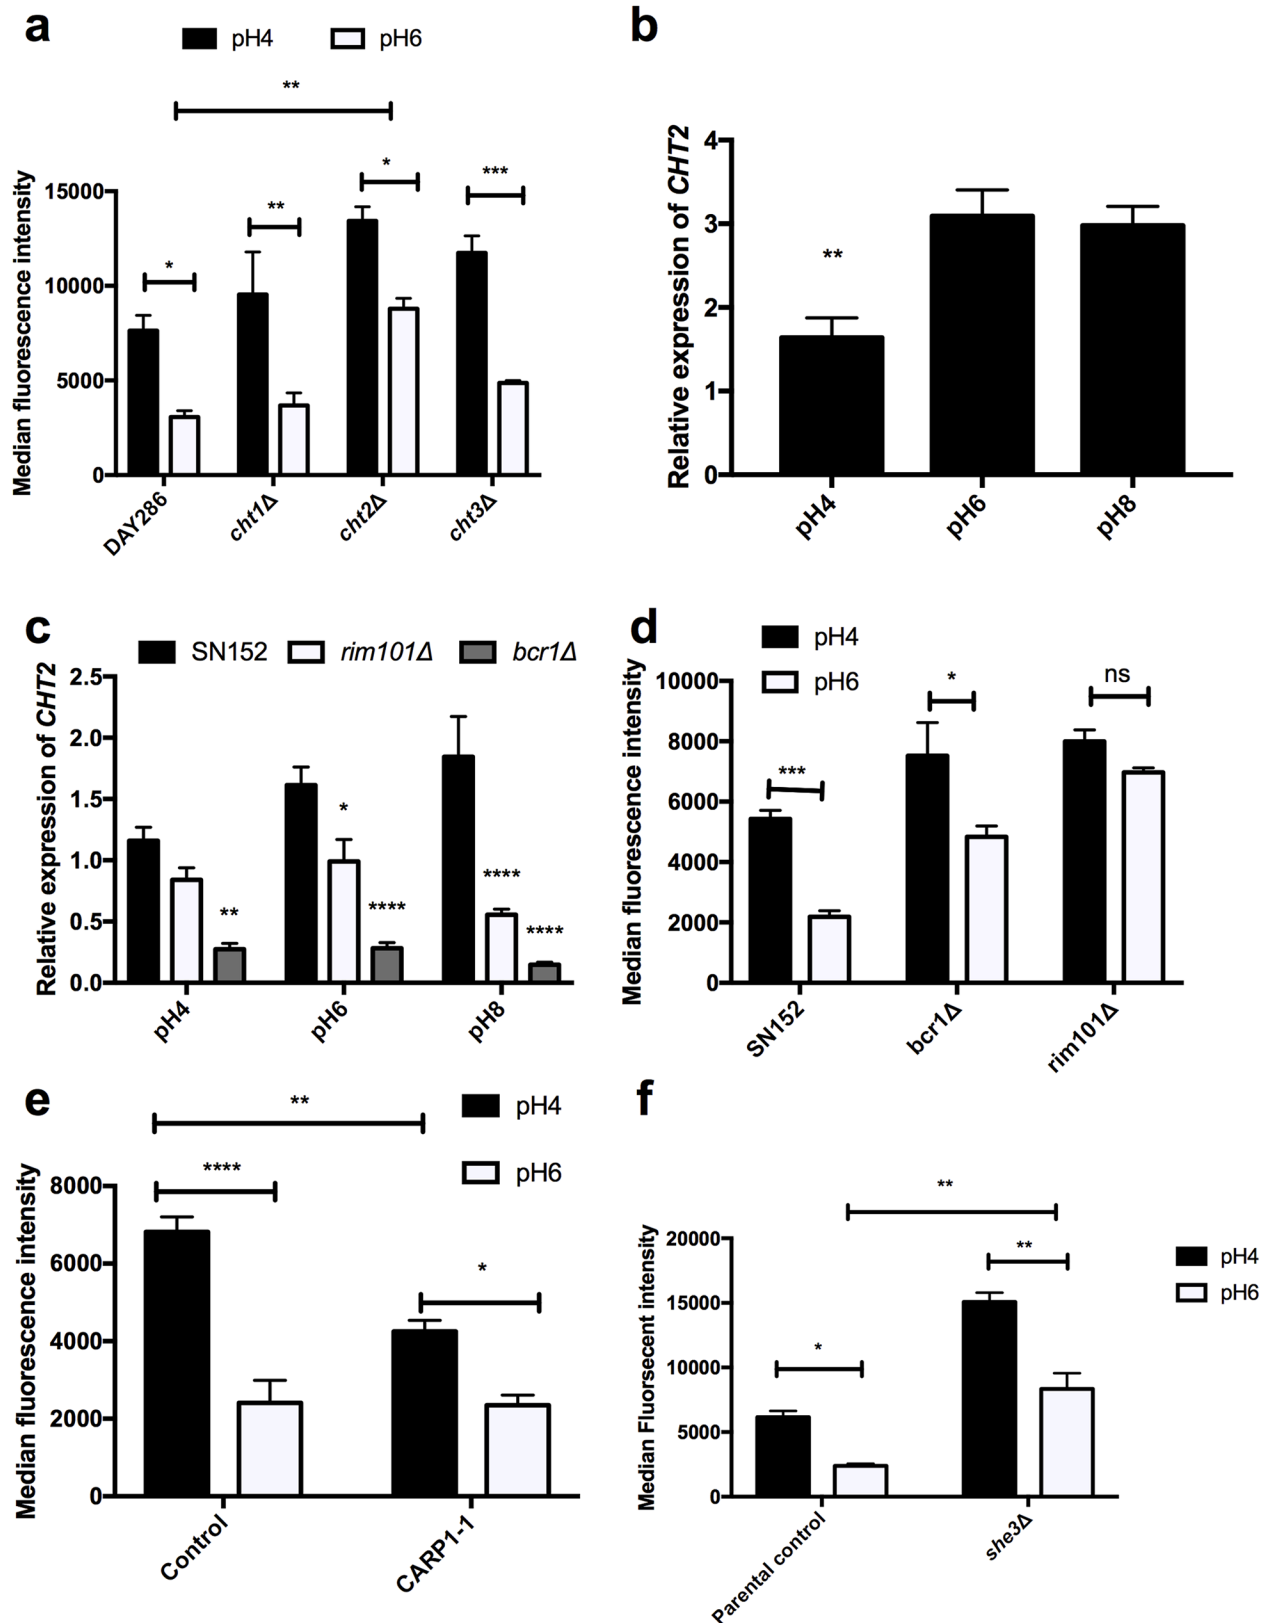 a
pH4 pH6
**
Median fluorescence intensity
15000
10000
5000
0
*
**
*
***
DAY286
cht1Δ
cht2Δ
cht3Δ
b
Relative expression of CHT2
4
3
2
1
0
**
pH4
pH6
pH8
c
SN152 rim101Δ bcr1Δ
Relative expression of CHT2
2.5
2.0
1.5
1.0
0.5
0.0
**
*
****
****
****
pH4
pH6
pH8
d
pH4
pH6
Median fluorescence intensity
10000
8000
6000
4000
2000
0
***
*
ns
SN152
bcr1Δ
rim101Δ
e
pH4
pH6
**
Median fluorescence intensity
8000
6000
4000
2000
0
****
*
Control
CARP1-1
f
**
Median Fluorsecent intensity
20000
15000
10000
5000
0
*
**
pH4
pH6
Parental control
she3Δ